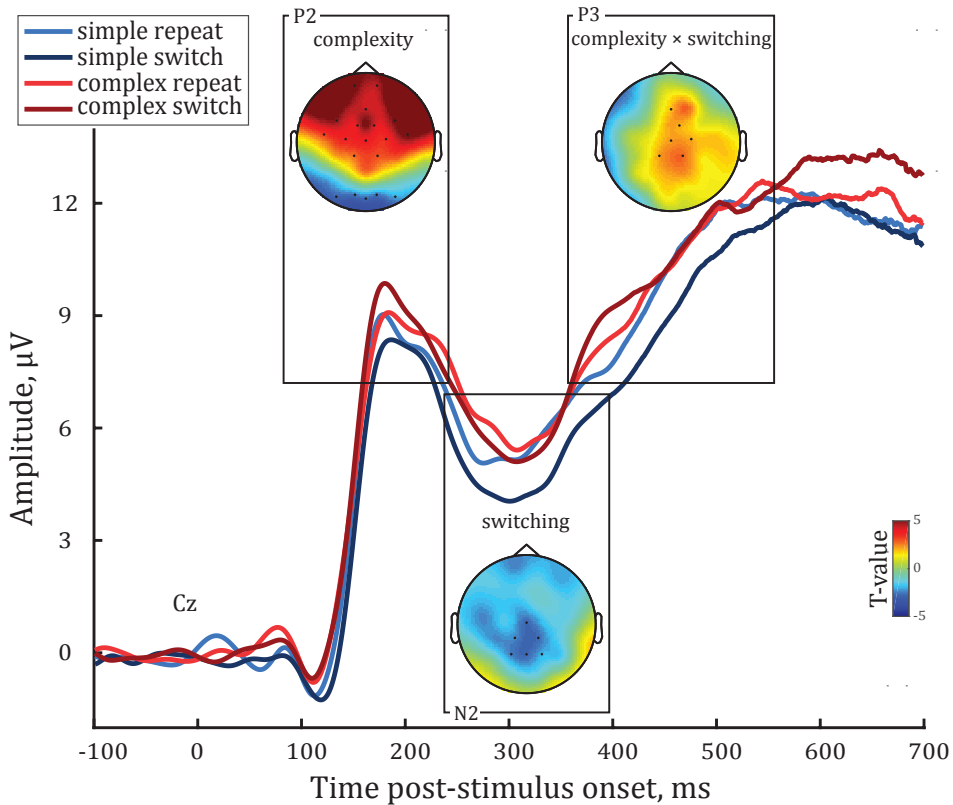 simple repeat
simple switch
complex repeat
complex switch
P2
complexity
P3
complexity × switching
12
9
6
3
0
Amplitude, µV
Cz
switching
N2
T-value
5
0
-5
-100
0
100
200
300
400
500
600
700
Time post-stimulus onset, ms